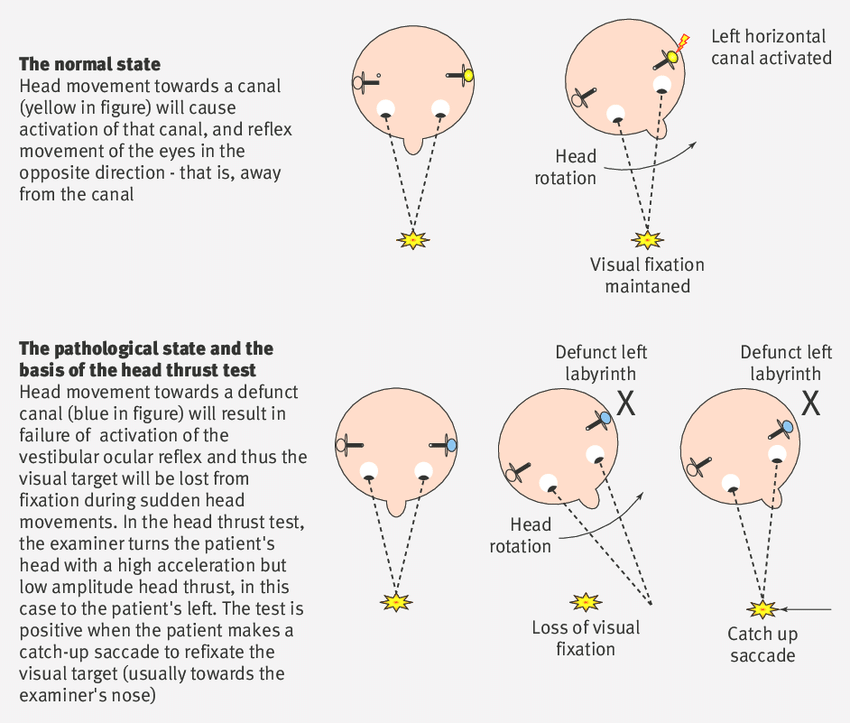 The normal state
Head movement towards a canal
(yellow in figure) will cause
activation of that canal, and reflex
movement of the eyes in the
opposite direction - that is, away
from the canal
Left horizontal
canal activated
Head
rotation
Visual fixation
maintaned
The pathological state and the
basis of the head thrust test
Head movement towards a defunct
canal (blue in figure) will result in
failure of activation of the
vestibular ocular reflex and thus the
visual target will be lost from
fixation during sudden head
movements. In the head thrust test,
the examiner turns the patient's
head with a high acceleration but
low amplitude head thrust, in this
case to the patient's left. The test is
positive when the patient makes a
catch-up saccade to refixate the
visual target (usually towards the
examiner's nose)
Defunct left
labyrinth
X
Head
rotation
Loss of visual
fixation
Defunct left
labyrinth
X
Catch up
saccade